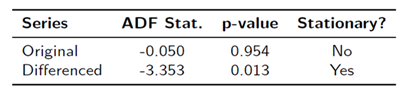 Series ADF Stat. p-value Stationary?
Original -0.050 0.954 No
Differenced -3.353 0.013 Yes